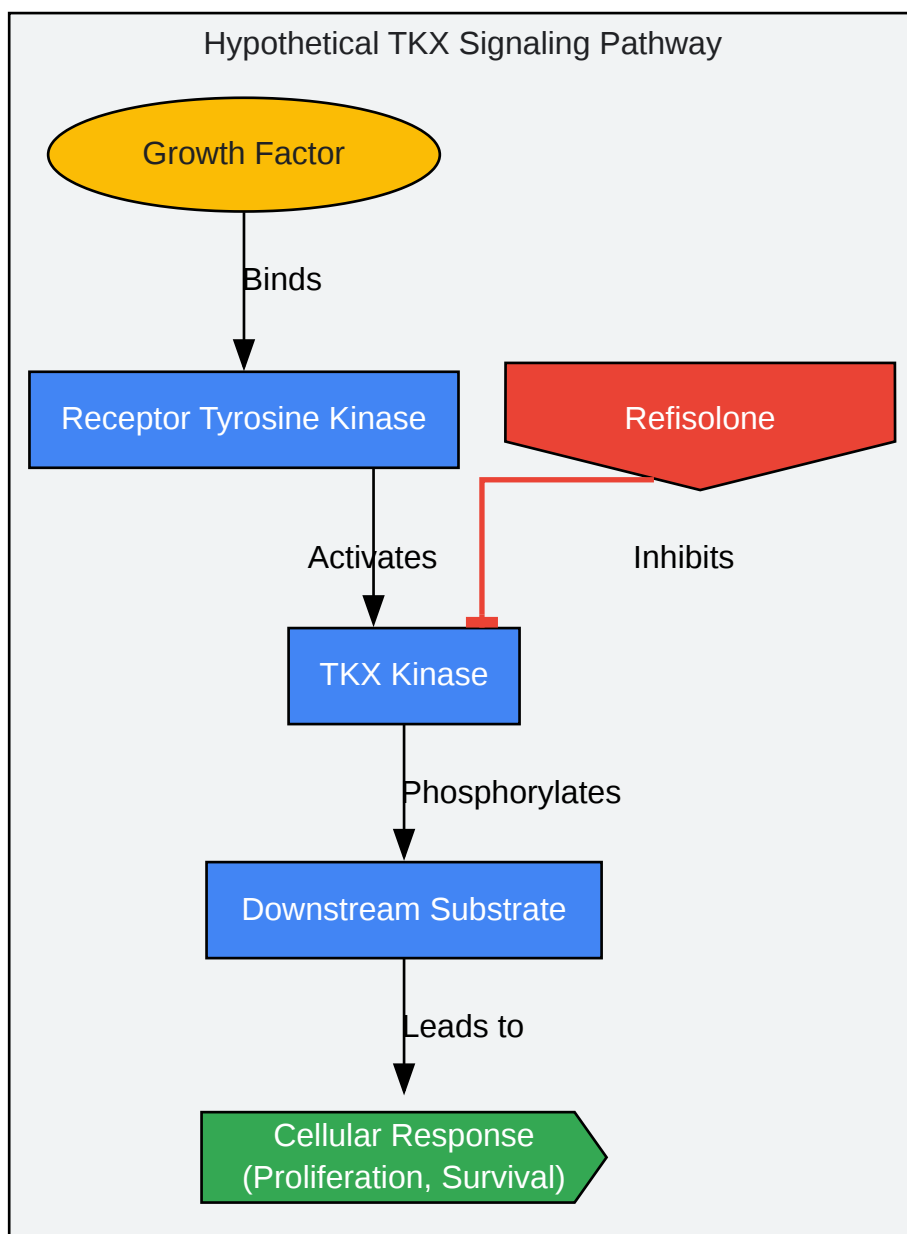 Hypothetical TKX Signaling Pathway
Growth Factor
Binds
Receptor Tyrosine Kinase
Refisolone
Activates
Inhibits
TKX Kinase
Phosphorylates
Downstream Substrate
Leads to
Cellular Response
(Proliferation, Survival)